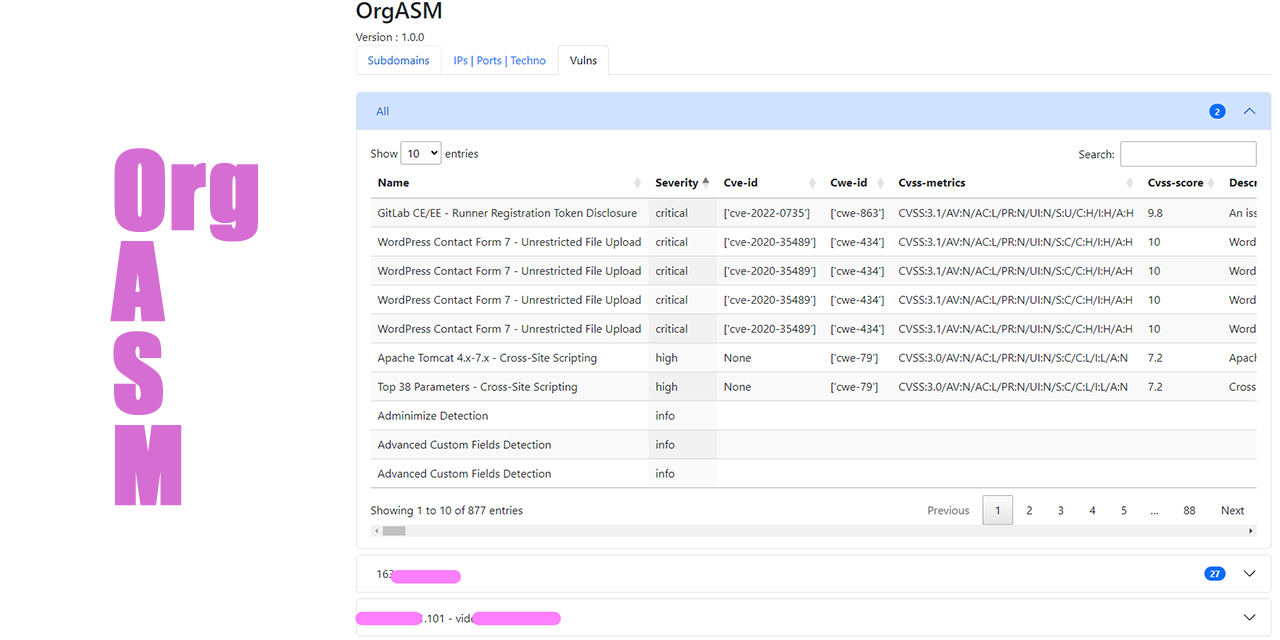 Org
A
S
M
OrgASM
Version : 1.0.0
Subdomains IPs | Ports | Techno Vulns
All 2
Show 10 entries Search:
Name Severity Cve-id Cwe-id Cvss-metrics Cvss-score Descr
GitLab CE/EE - Runner Registration Token Disclosure critical ['cve-2022-0735'] ['cwe-863'] CVSS:3.1/AV:N/AC:L/PR:N/UI:N/S:U/C:H/I:H/A:H 9.8 An iss
WordPress Contact Form 7 - Unrestricted File Upload critical ['cve-2020-35489'] ['cwe-434'] CVSS:3.1/AV:N/AC:L/PR:N/UI:N/S:C/C:H/I:H/A:H 10 Word
WordPress Contact Form 7 - Unrestricted File Upload critical ['cve-2020-35489'] ['cwe-434'] CVSS:3.1/AV:N/AC:L/PR:N/UI:N/S:C/C:H/I:H/A:H 10 Word
WordPress Contact Form 7 - Unrestricted File Upload critical ['cve-2020-35489'] ['cwe-434'] CVSS:3.1/AV:N/AC:L/PR:N/UI:N/S:C/C:H/I:H/A:H 10 Word
WordPress Contact Form 7 - Unrestricted File Upload critical ['cve-2020-35489'] ['cwe-434'] CVSS:3.1/AV:N/AC:L/PR:N/UI:N/S:C/C:H/I:H/A:H 10 Word
Apache Tomcat 4.x-7.x - Cross-Site Scripting high None ['cwe-79'] CVSS:3.0/AV:N/AC:L/PR:N/UI:N/S:C/C:L/I:L/A:N 7.2 Apach
Top 38 Parameters - Cross-Site Scripting high None ['cwe-79'] CVSS:3.0/AV:N/AC:L/PR:N/UI:N/S:C/C:L/I:L/A:N 7.2 Cross
Adminimize Detection info
Advanced Custom Fields Detection info
Advanced Custom Fields Detection info
Showing 1 to 10 of 877 entries Previous 1 2 3 4 5 ... 88 Next
163 27
.101 - vide